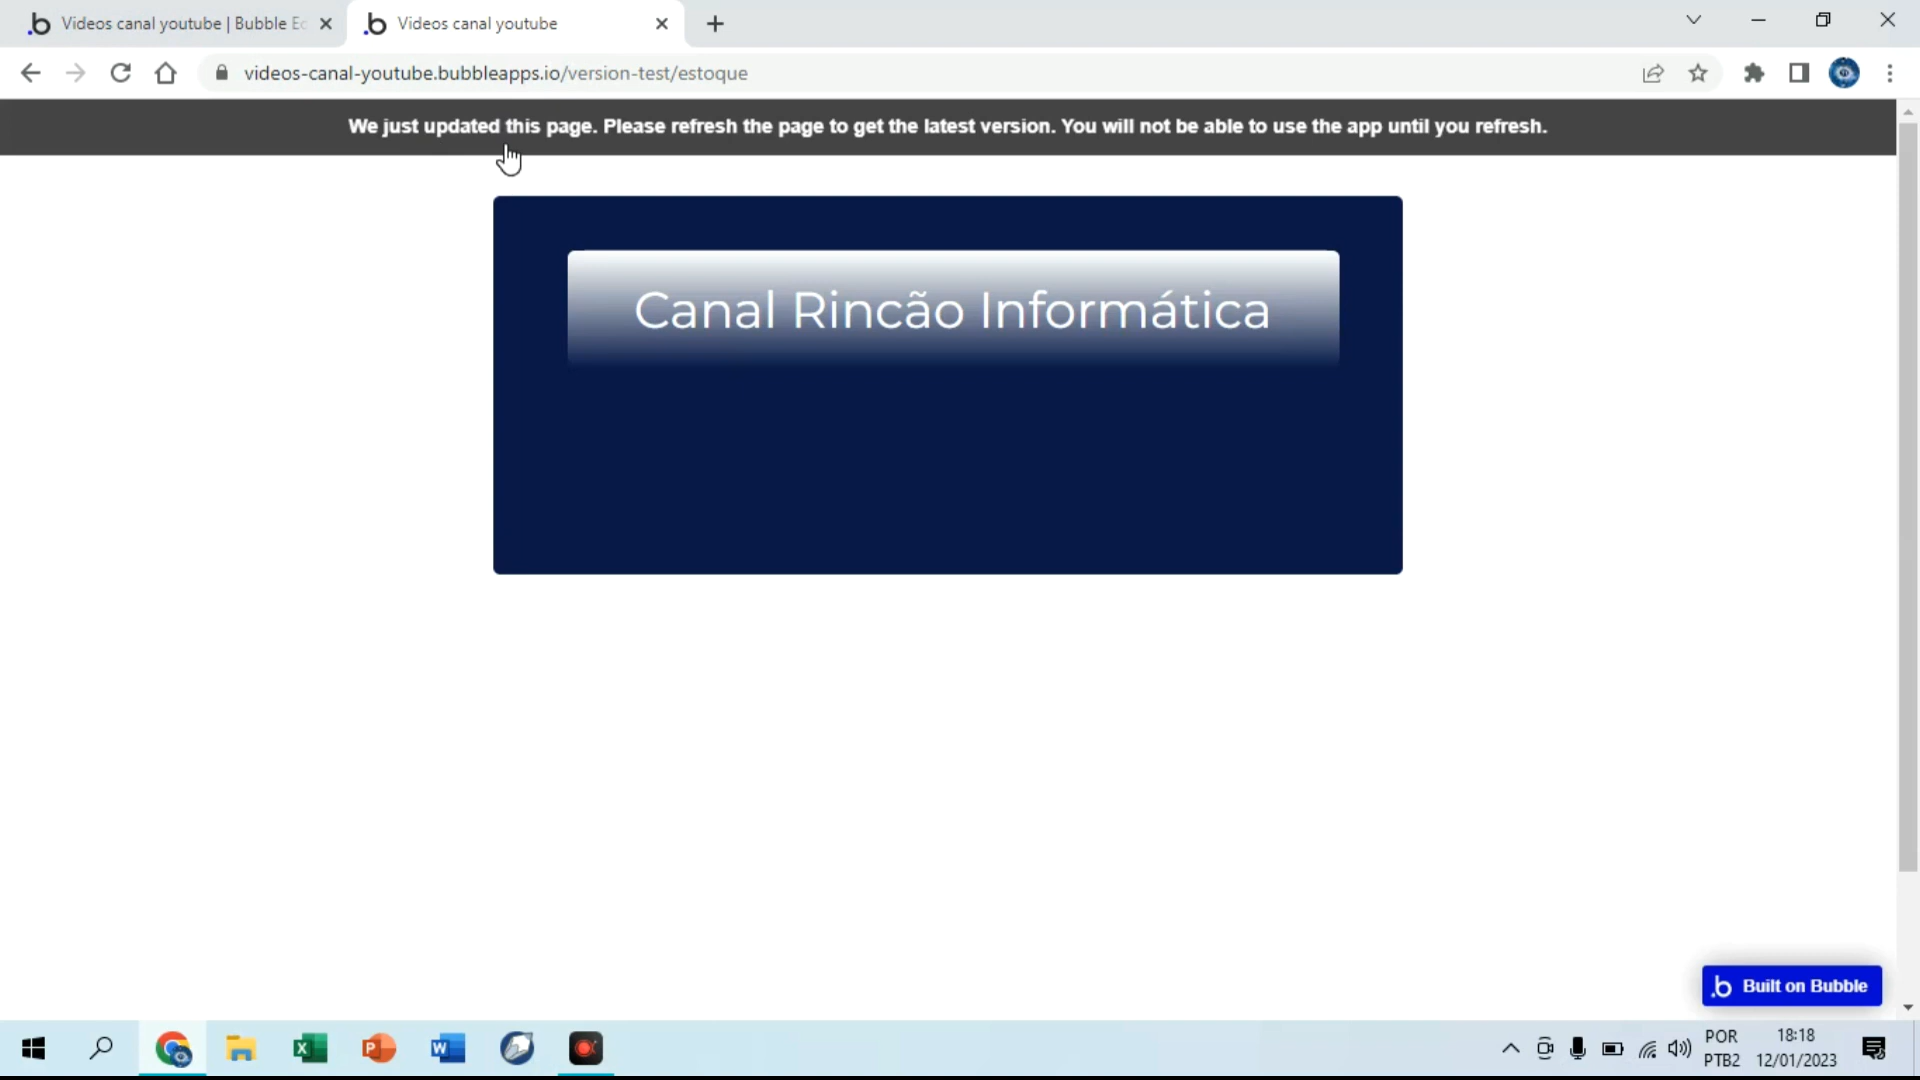 Videos canal youtube | Bubble Ec
Videos canal youtube
videos-canal-youtube.bubbleapps.io/version-test/estoque
We just updated this page. Please refresh the page to get the latest version. You will not be able to use the app until you refresh.
Canal Rincão Informática
.b Built on Bubble
POR
PTB2
18:18
12/01/2023